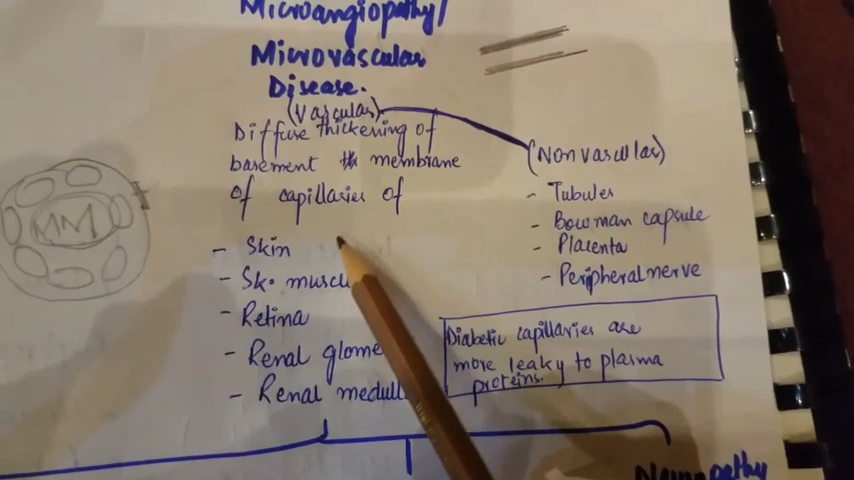 Microangiopathy/
Microvascular
Disease.
(Vascular)
Diffuse thickening of
basement membrane
of capillaries of
- Skin
- Sk. muscl
- Retina
- Renal glome
- Renal medull
(Nonvascular)
- Tubules
- Bowman capsule
- Placenta
- Peripheral nerve
Diabetic capillaries are
more leaky to plasma
proteins.
MM